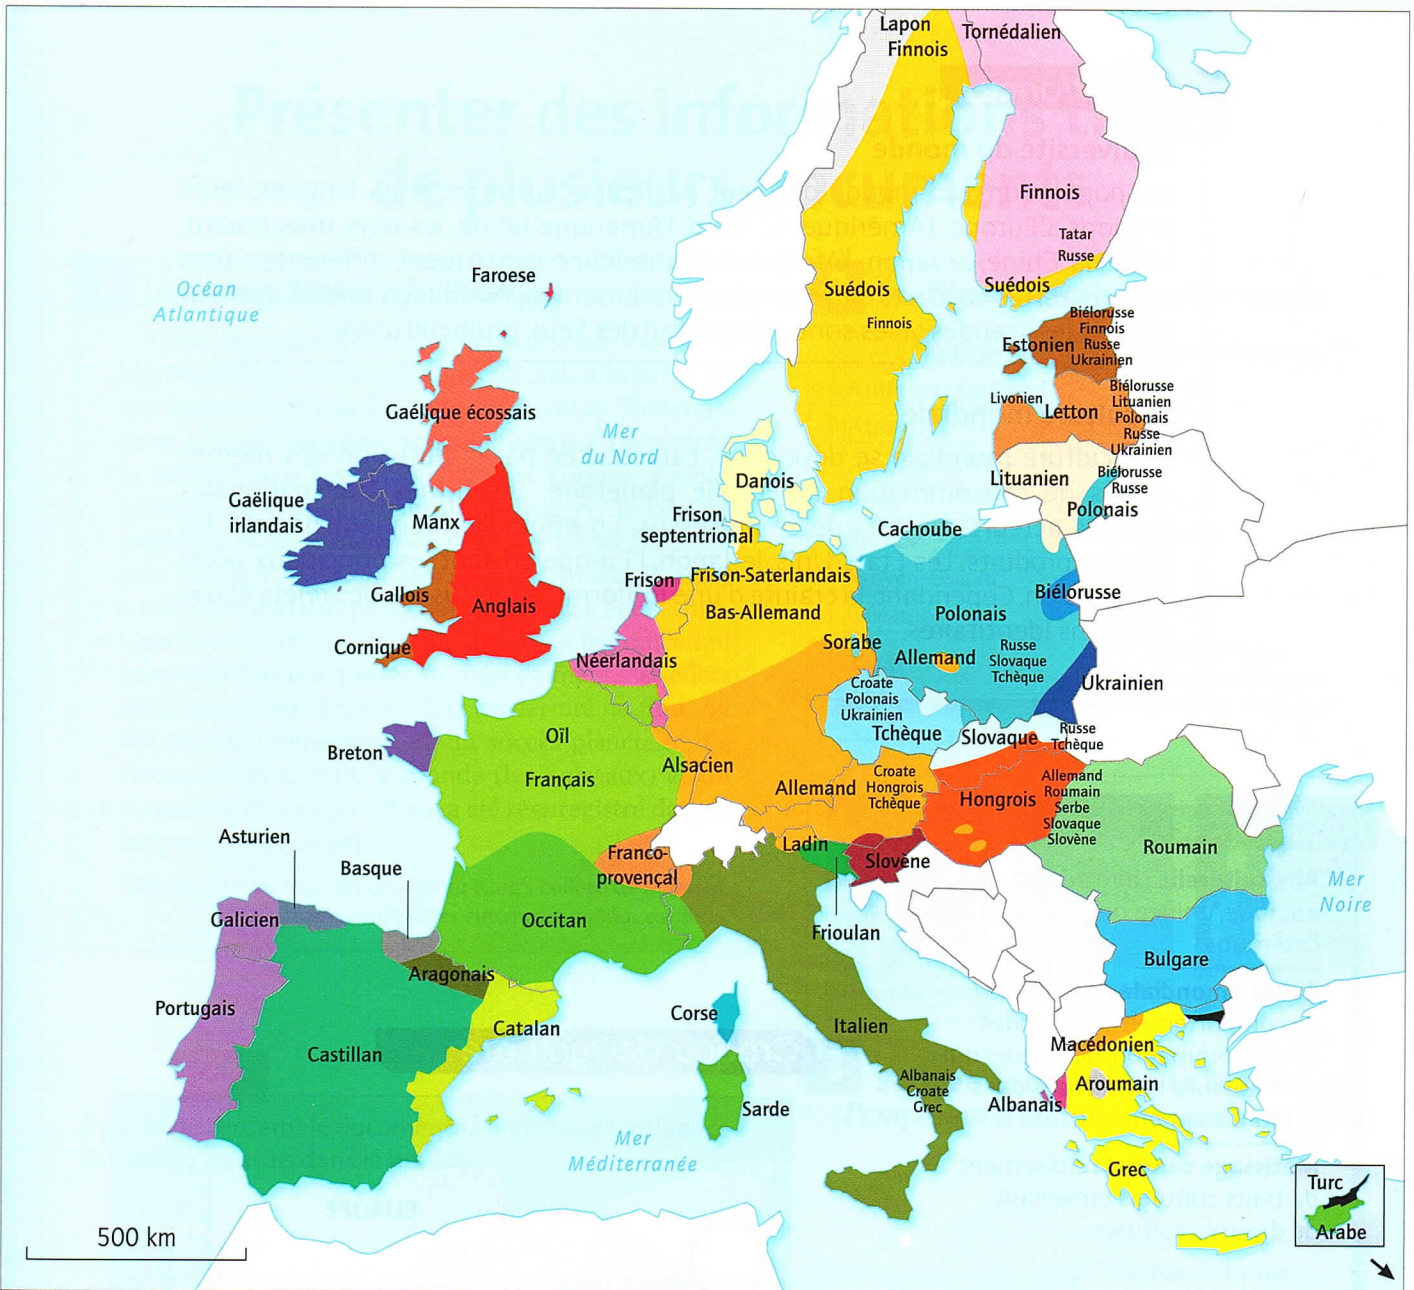 Lapon
Finnois
Tornédalien
Présenter des
de plusieurs
Finnois
Tatar
Russe
Suédois
Océan
Atlantique
Faroese
Suédois
Finnois
Biélorusse
Finnois
Estonien
Russe
Ukrainien
Gaélique écossais
Livonien
Letton
Biélorusse
Lituanien
Polonais
Russe
Ukrainien
Mer
du Nord
Danois
Lituanien
Biélorusse
Russe
Polonais
Gaëlique
irlandais
Manx
Frison
septentrional
Cachoube
Gallois
Anglais
Frison
Frison-Saterlandais
Bas-Allemand
Polonais
Biélorusse
Cornique
Néerlandais
Sorabe
Allemand
Russe
Slovaque
Tchèque
Ukrainien
Croate
Polonais
Ukrainien
Tchèque
Slovaque
Russe
Tchèque
Breton
Oïl
Français
Alsacien
Allemand
Croate
Hongrois
Tchèque
Hongrois
Allemand
Roumain
Serbe
Slovaque
Slovène
Roumain
Asturien
Basque
Franco-
provençal
Ladin
Slovène
Mer
Noire
Galicien
Occitan
Frioulan
Aragonais
Bulgare
Portugais
Catalan
Corse
Italien
Castillan
Macédonien
Albanais
Croate
Grec
Aroumain
Albanais
Sarde
Mer
Méditerranée
Grec
Turc
Arabe
500 km